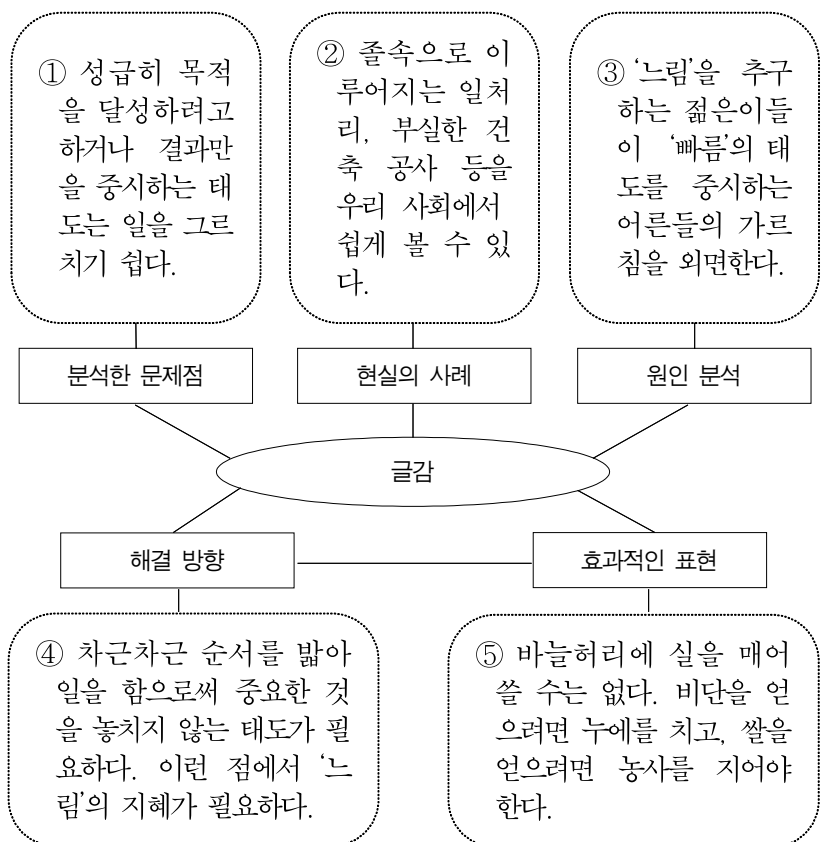 ① 성급히 목적
을 달성하려고
하거나 결과만
을 중시하는 태
도는 일을 그르
치기 쉽다.
② 졸속으로 이
루어지는 일처
리, 부실한 건
축 공사 등을
우리 사회에서
쉽게 볼 수 있
다.
③ ‘느림’을 추구
하는 젊은이들
이 ‘빠름’의 태
도를 중시하는
어른들의 가르
침을 외면한다.
분석한 문제점
현실의 사례
원인 분석
글감
해결 방향
효과적인 표현
④ 차근차근 순서를 밟아
일을 함으로써 중요한 것
을 놓치지 않는 태도가 필
요하다. 이런 점에서 ‘느
림’의 지혜가 필요하다.
⑤ 바늘허리에 실을 매어
쓸 수는 없다. 비단을 얻
으려면 누에를 치고, 쌀을
얻으려면 농사를 지어야
한다.